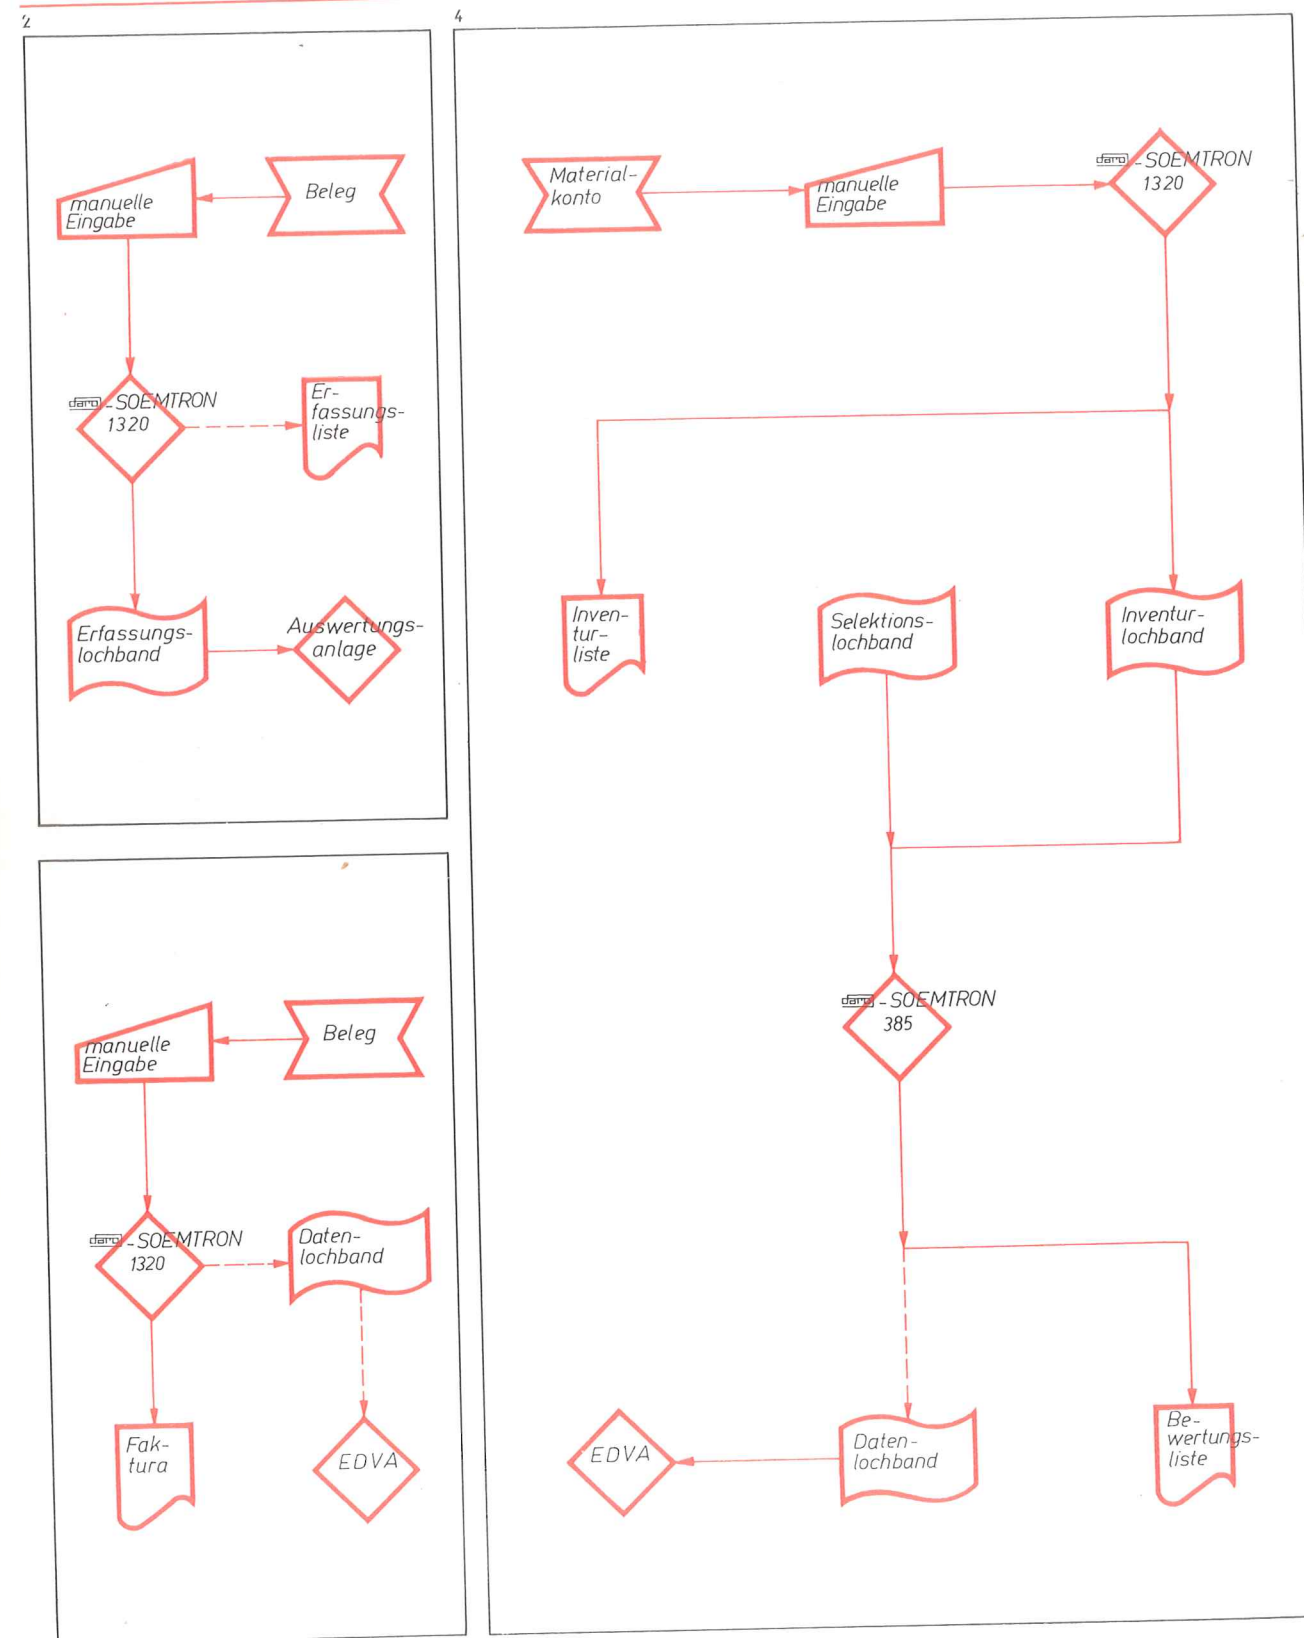 2
manuelle
Eingabe
Beleg
daro-SOEMTRON
1320
Er-
fassungs-
liste
Erfassungs-
lochband
Auswertungs-
anlage
manuelle
Eingabe
Beleg
daro-SOEMTRON
1320
Daten-
lochband
Fak-
tura
EDVA
4
Material-
konto
manuelle
Eingabe
daro-SOEMTRON
1320
Inven-
tur-
liste
Selektions-
lochband
Inventur-
lochband
daro-SOEMTRON
385
EDVA
Daten-
lochband
Be-
wertungs-
liste